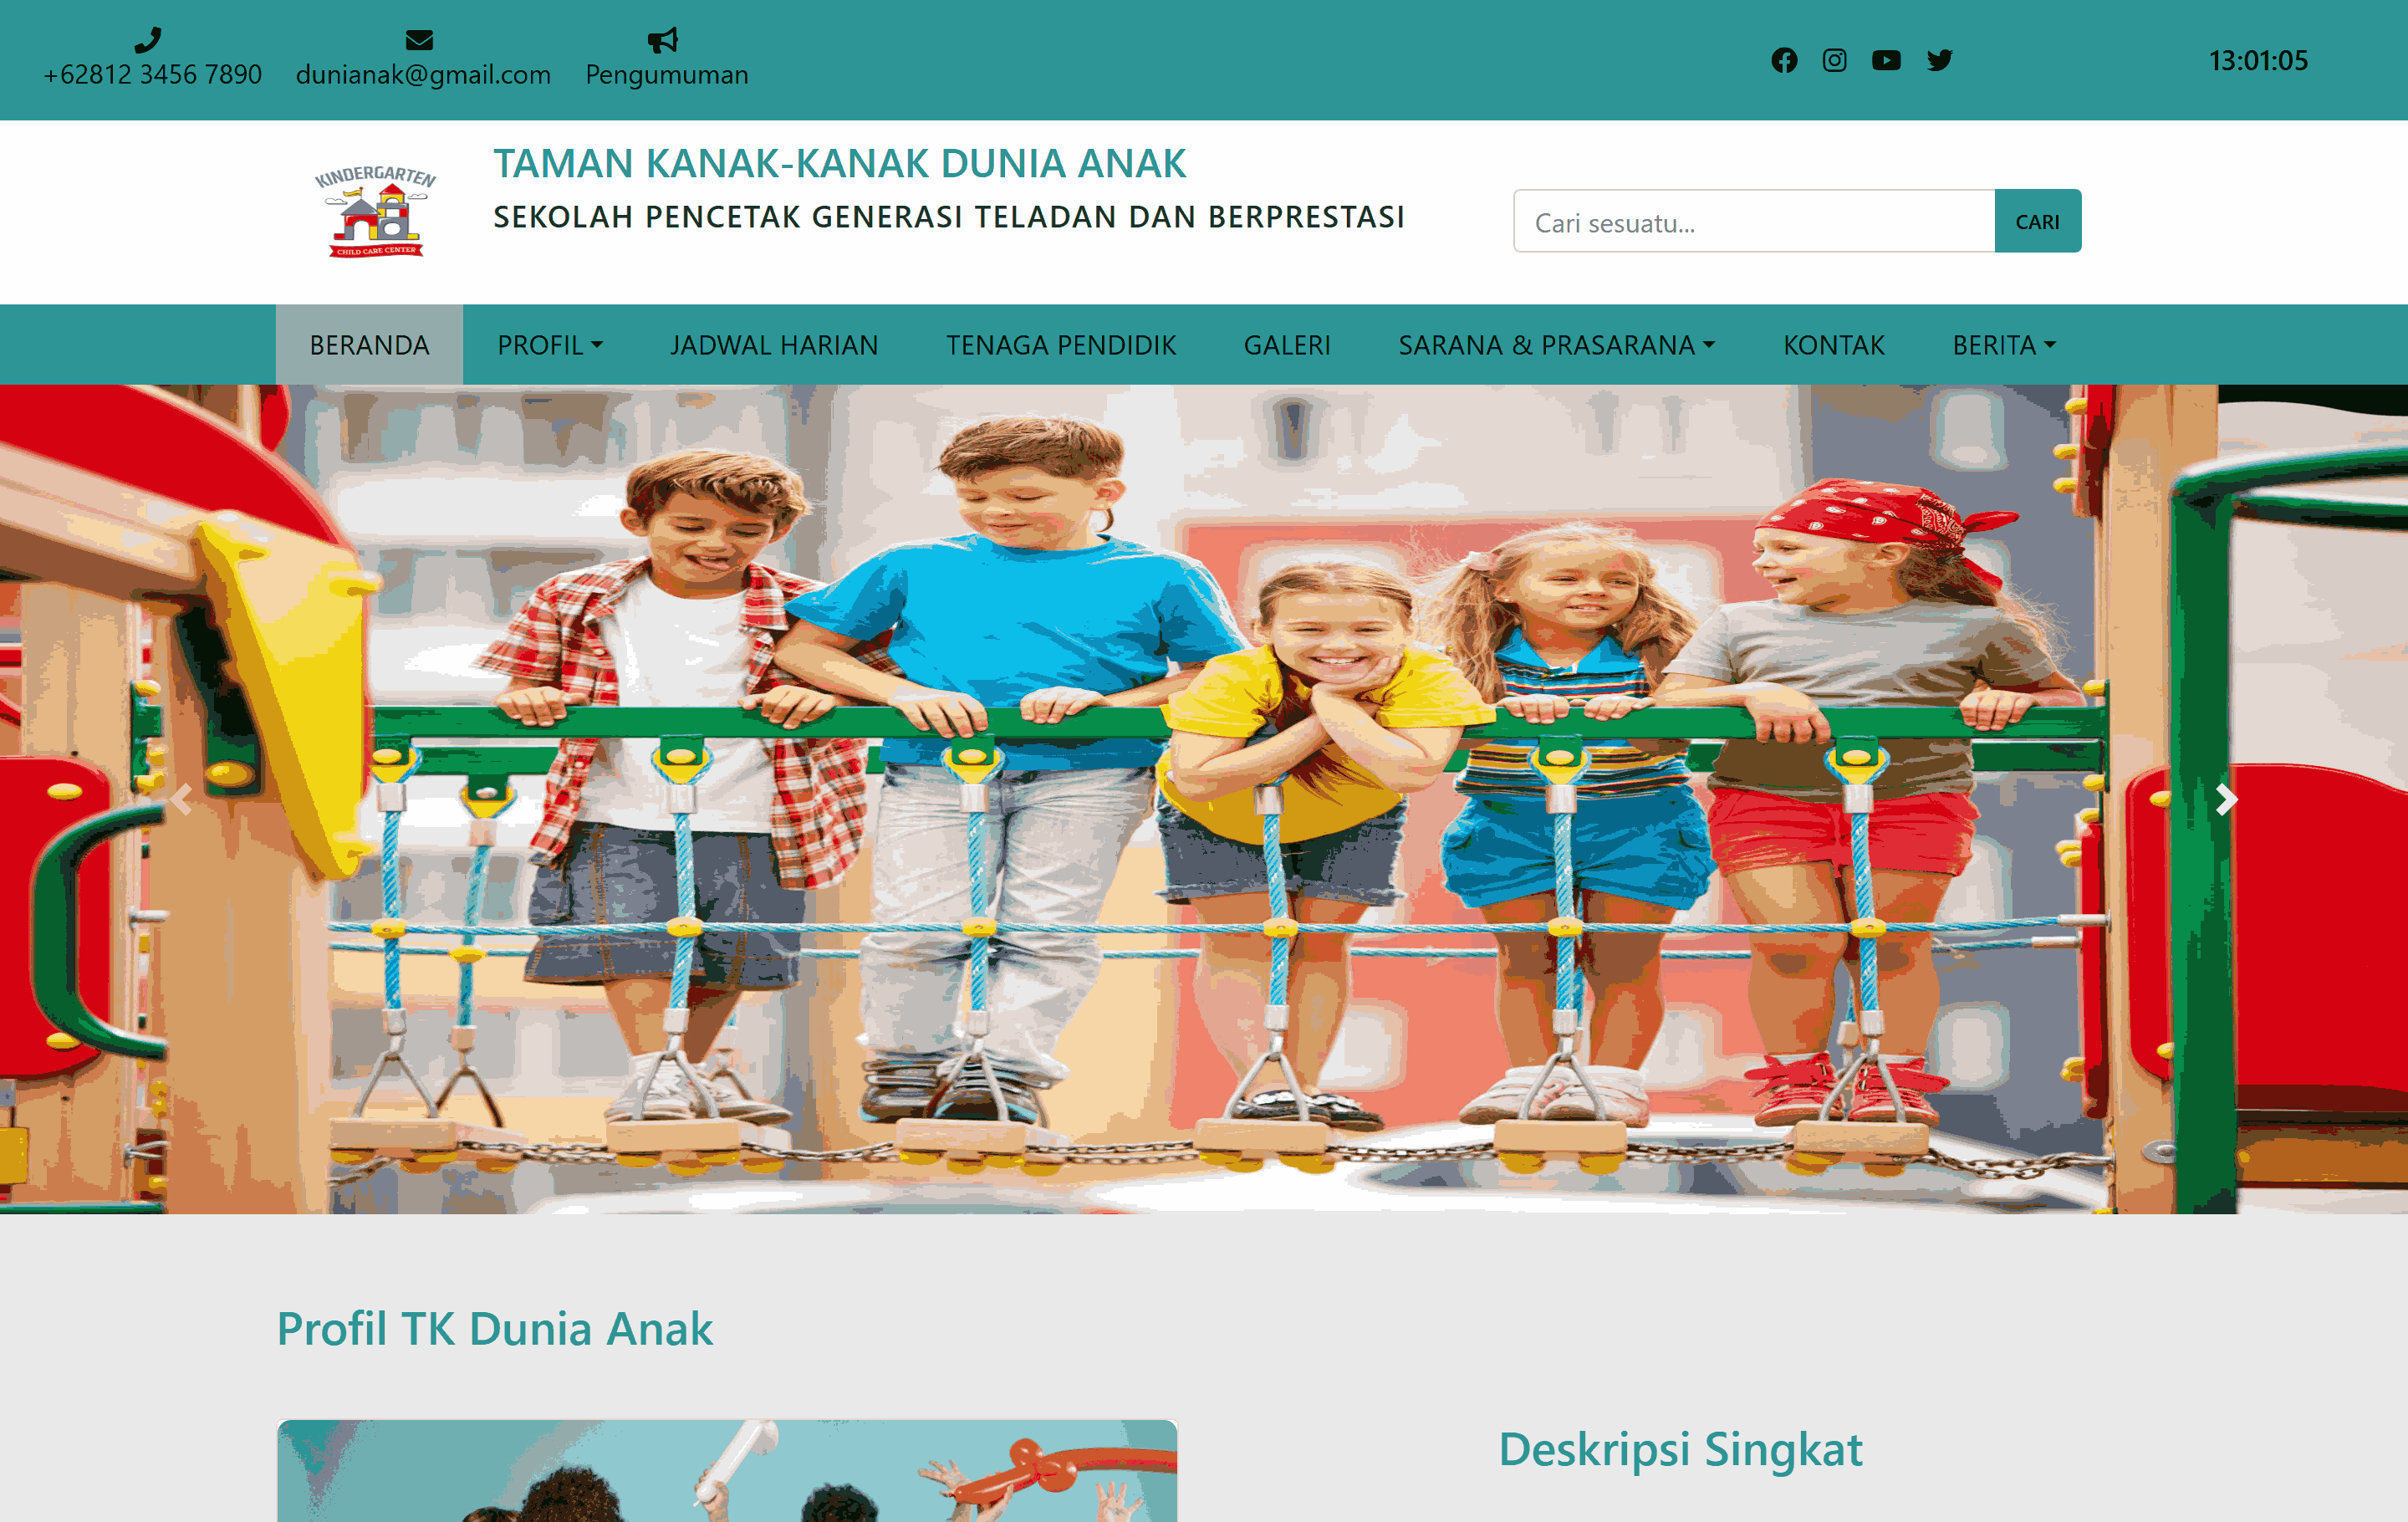 +62812 3456 7890
dunianak@gmail.com
Pengumuman
13:01:05
KINDERGARTEN
CHILD CARE CENTER
TAMAN KANAK-KANAK DUNIA ANAK
SEKOLAH PENCETAK GENERASI TELADAN DAN BERPRESTASI
Cari sesuatu...
CARI
BERANDA
PROFIL
JADWAL HARIAN
TENAGA PENDIDIK
GALERI
SARANA & PRASARANA
KONTAK
BERITA
Profil TK Dunia Anak
Deskripsi Singkat